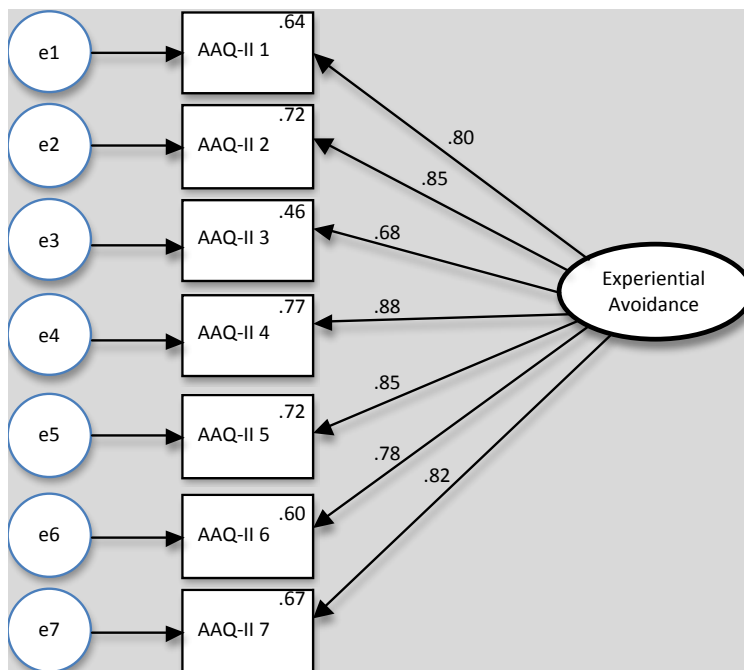 .64
e1
AAQ-II 1
.80
.72
e2
AAQ-II 2
.85
.46
e3
AAQ-II 3
.68
Experiential
Avoidance
.77
e4
AAQ-II 4
.88
.72
e5
AAQ-II 5
.85
.78
.60
e6
AAQ-II 6
.82
.67
e7
AAQ-II 7